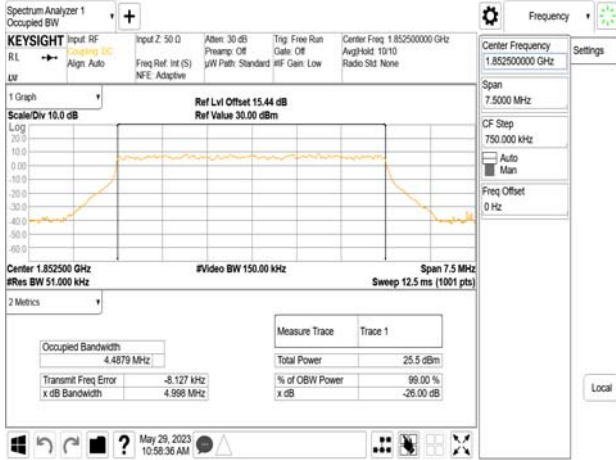 Spectrum Analyzer 1
Occupied BW
Frequency
KEYSIGHT
RL
Input: RF
Coupling: DC
Align: Auto
Input Z: 50 Ω
Freq Ref: Int (S)
NFE: Adaptive
Atten: 30 dB
Preamp: Off
µW Path: Standard
Trig: Free Run
Gate: Off
#IF Gain: Low
Center Freq: 1.852500000 GHz
Avg|Hold: 10/10
Radio Std: None
1 Graph
Scale/Div 10.0 dB
Ref Lvl Offset 15.44 dB
Ref Value 30.00 dBm
Log
20.0
10.0
0.00
-10.0
-20.0
-30.0
-40.0
-50.0
-60.0
Center 1.852500 GHz
#Res BW 51.000 kHz
#Video BW 150.00 kHz
Span 7.5 MHz
Sweep 12.5 ms (1001 pts)
2 Metrics
Measure Trace Trace 1
Occupied Bandwidth
4.4879 MHz
Total Power 25.5 dBm
Transmit Freq Error -8.127 kHz
% of OBW Power 99.00 %
x dB Bandwidth 4.998 MHz
x dB -26.00 dB
May 29, 2023
10:58:36 AM
Center Frequency
1.852500000 GHz
Settings
Span
7.5000 MHz
CF Step
750.000 kHz
Auto
Man
Freq Offset
0 Hz
Local